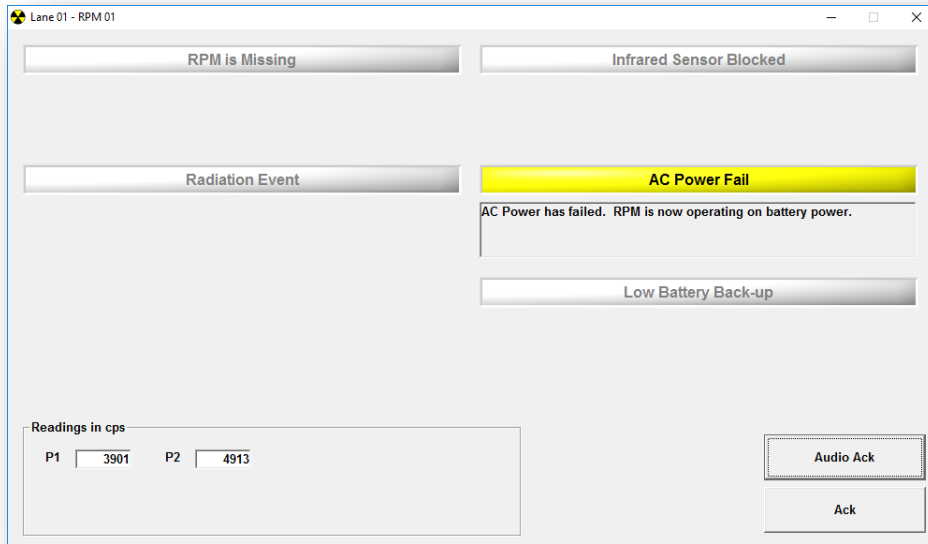 Lane 01 - RPM 01
RPM is Missing
Infrared Sensor Blocked
Radiation Event
AC Power Fail
AC Power has failed. RPM is now operating on battery power.
Low Battery Back-up
Readings in cps
P1 3901 P2 4913
Audio Ack
Ack